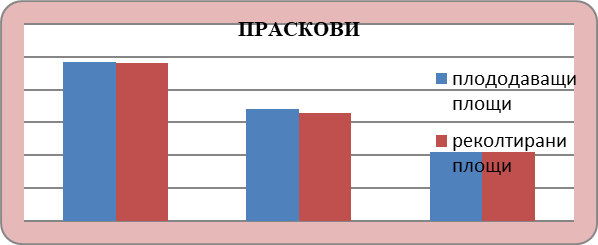 ПРАСКОВИ
плододаващи
площи
реколтирани
площи